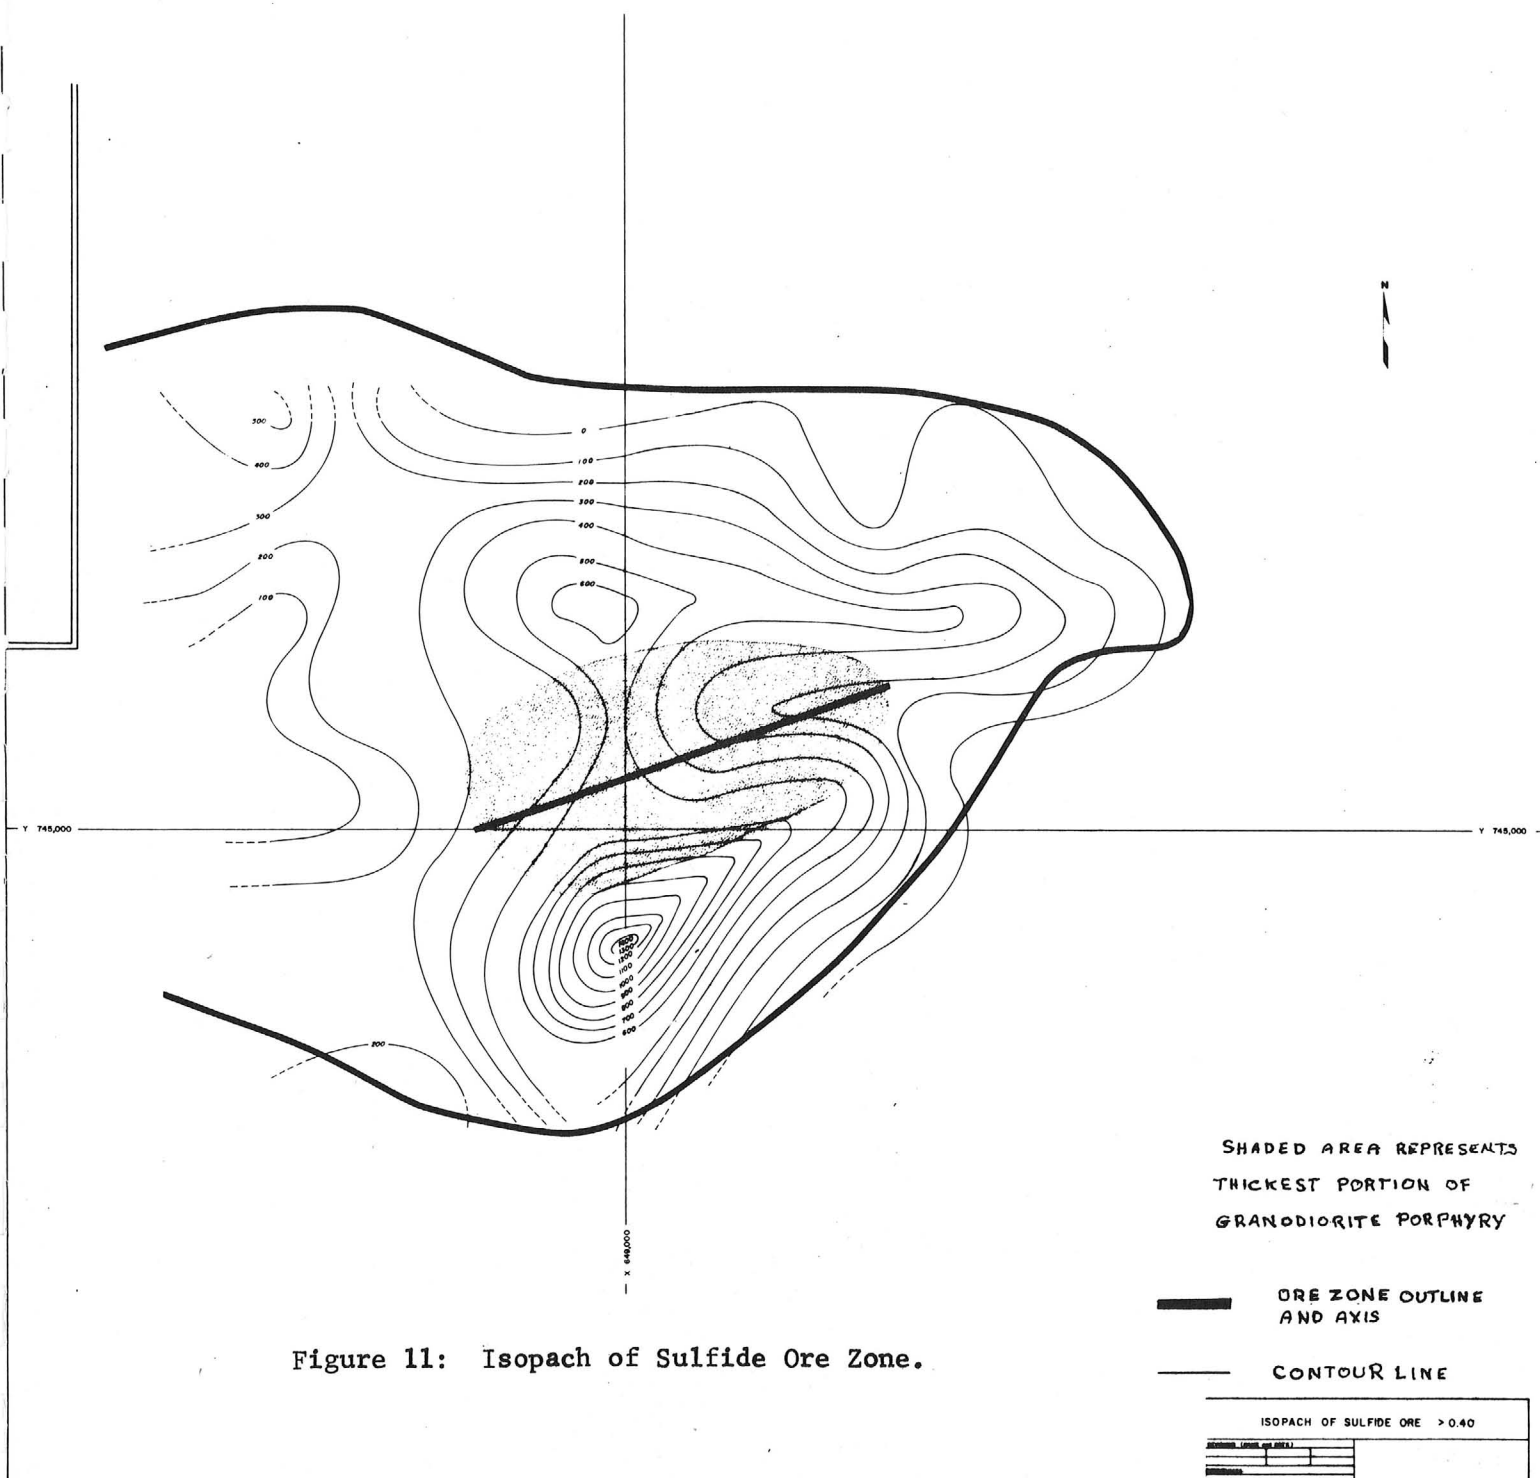 N
0
100
200
300
400
500
600
500
400
300
200
100
Y 745,000
Y 745,000
1300
1200
1100
1000
900
800
700
600
200
X 649,000
SHADED AREA REPRESENTS
THICKEST PORTION OF
GRANODIORITE PORPHYRY
ORE ZONE OUTLINE
AND AXIS
CONTOUR LINE
Figure 11: Isopach of Sulfide Ore Zone.
ISOPACH OF SULFIDE ORE > 0.40